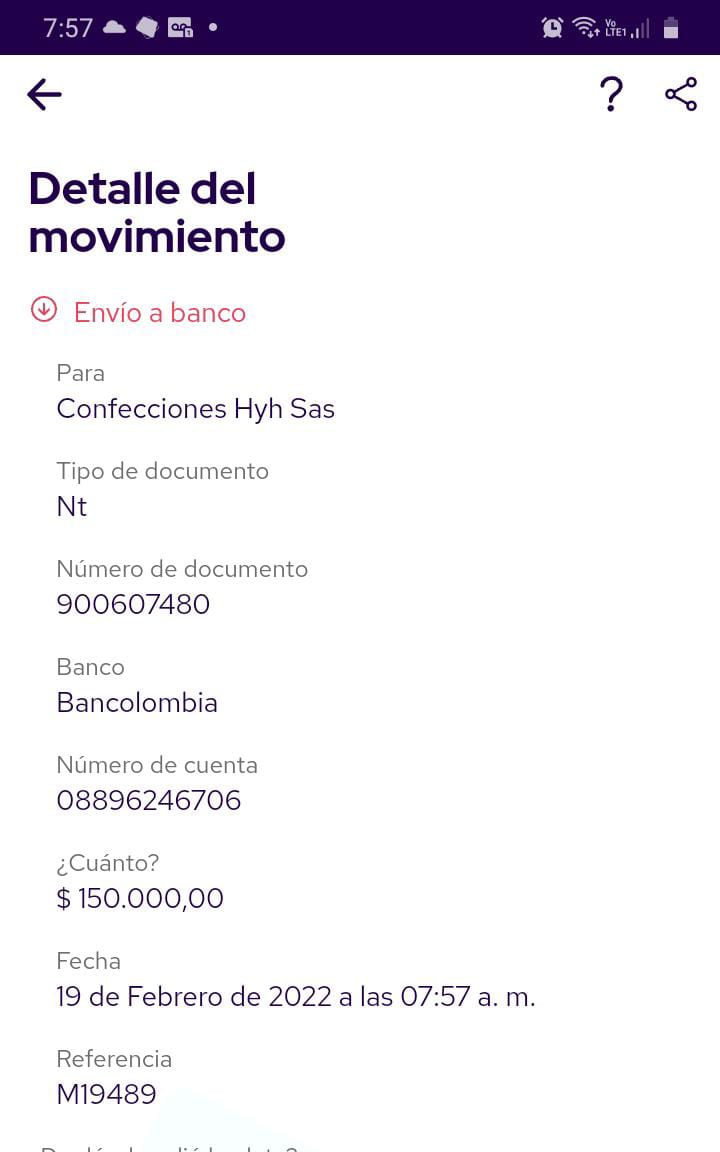 7:57
Vo
LTE1
Detalle del
movimiento
Envío a banco
Para
Confecciones Hyh Sas
Tipo de documento
Nt
Número de documento
900607480
Banco
Bancolombia
Número de cuenta
08896246706
¿Cuánto?
$ 150.000,00
Fecha
19 de Febrero de 2022 a las 07:57 a. m.
Referencia
M19489